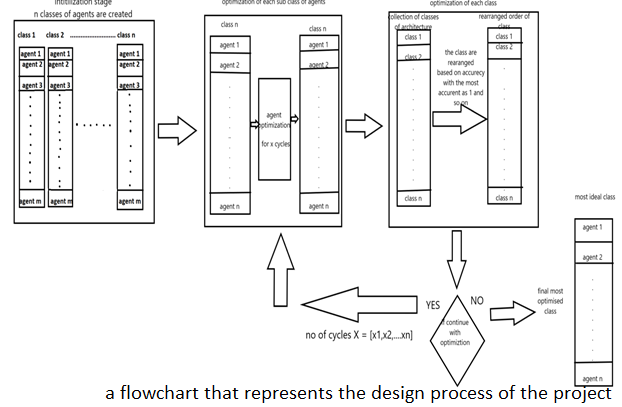 intitilization stage
n classes of agents are created
class 1 class 2 ........................ class n
agent 1 agent 1 agent 1
agent 2 agent 2 agent 2
agent 3 agent 3 agent 3
agent m agent m agent m
optimization of each sub class of agents
class n
agent 1
agent 2
agent n
agent
optimization
for x cycles
class n
agent 1
agent 2
agent n
optimization of each class
collection of classes
of architecture
class 1
class 2
class n
the class are
rearanged
based on accurecy
with the most
accurent as 1 and
so on
rearranged order of
class
class 1
class 2
class n
YES
NO
if continue
with
optimiztion
no of cycles X = [x1,x2,....xn]
final most
optimised
class
most ideal class
agent 1
agent 2
agent n
a flowchart that represents the design process of the project